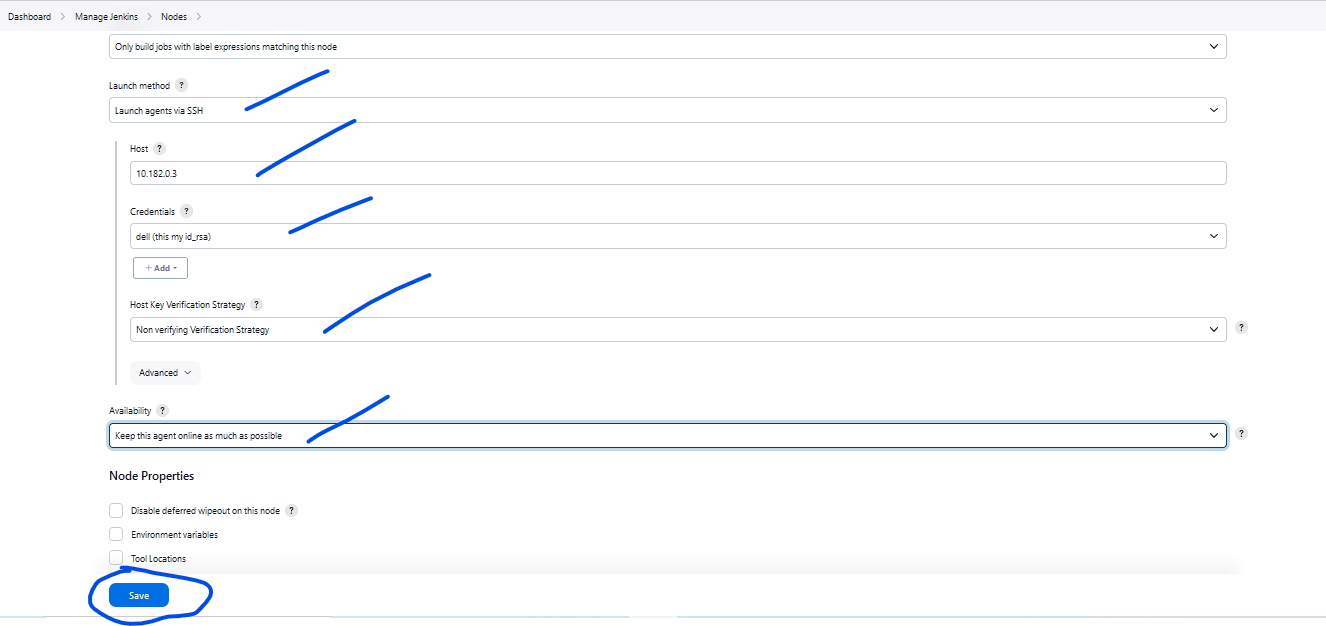 Dashboard > Manage Jenkins > Nodes >
Only build jobs with label expressions matching this node
Launch method ?
Launch agents via SSH
Host ?
10.182.0.3
Credentials ?
dell (this my id_rsa)
+ Add
Host Key Verification Strategy ?
Non verifying Verification Strategy
?
Advanced
Availability ?
Keep this agent online as much as possible
?
Node Properties
Disable deferred wipeout on this node ?
Environment variables
Tool Locations
Save